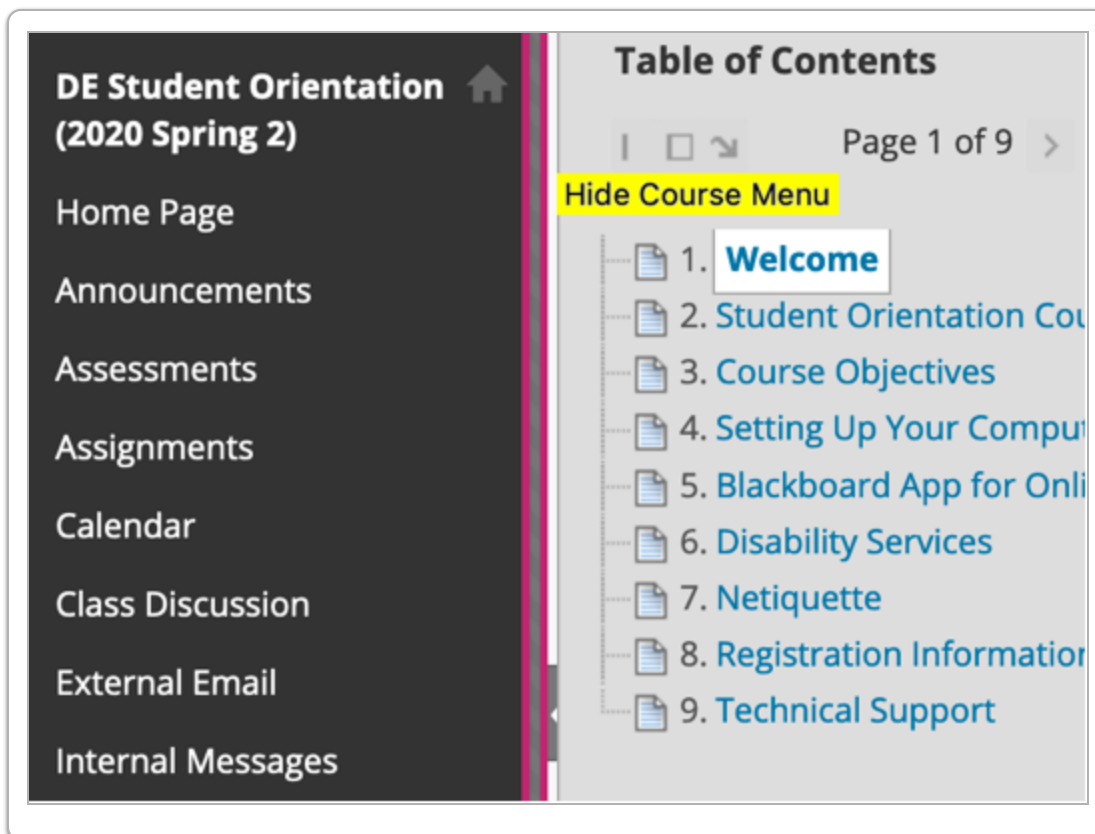 DE Student Orientation
(2020 Spring 2)
Home Page
Announcements
Assessments
Assignments
Calendar
Class Discussion
External Email
Internal Messages
Table of Contents
Page 1 of 9
Hide Course Menu
1. Welcome
2. Student Orientation
3. Course Objectives
4. Setting Up Your
5. Blackboard App for
6. Disability Services
7. Netiquette
8. Registration Information
9. Technical Support